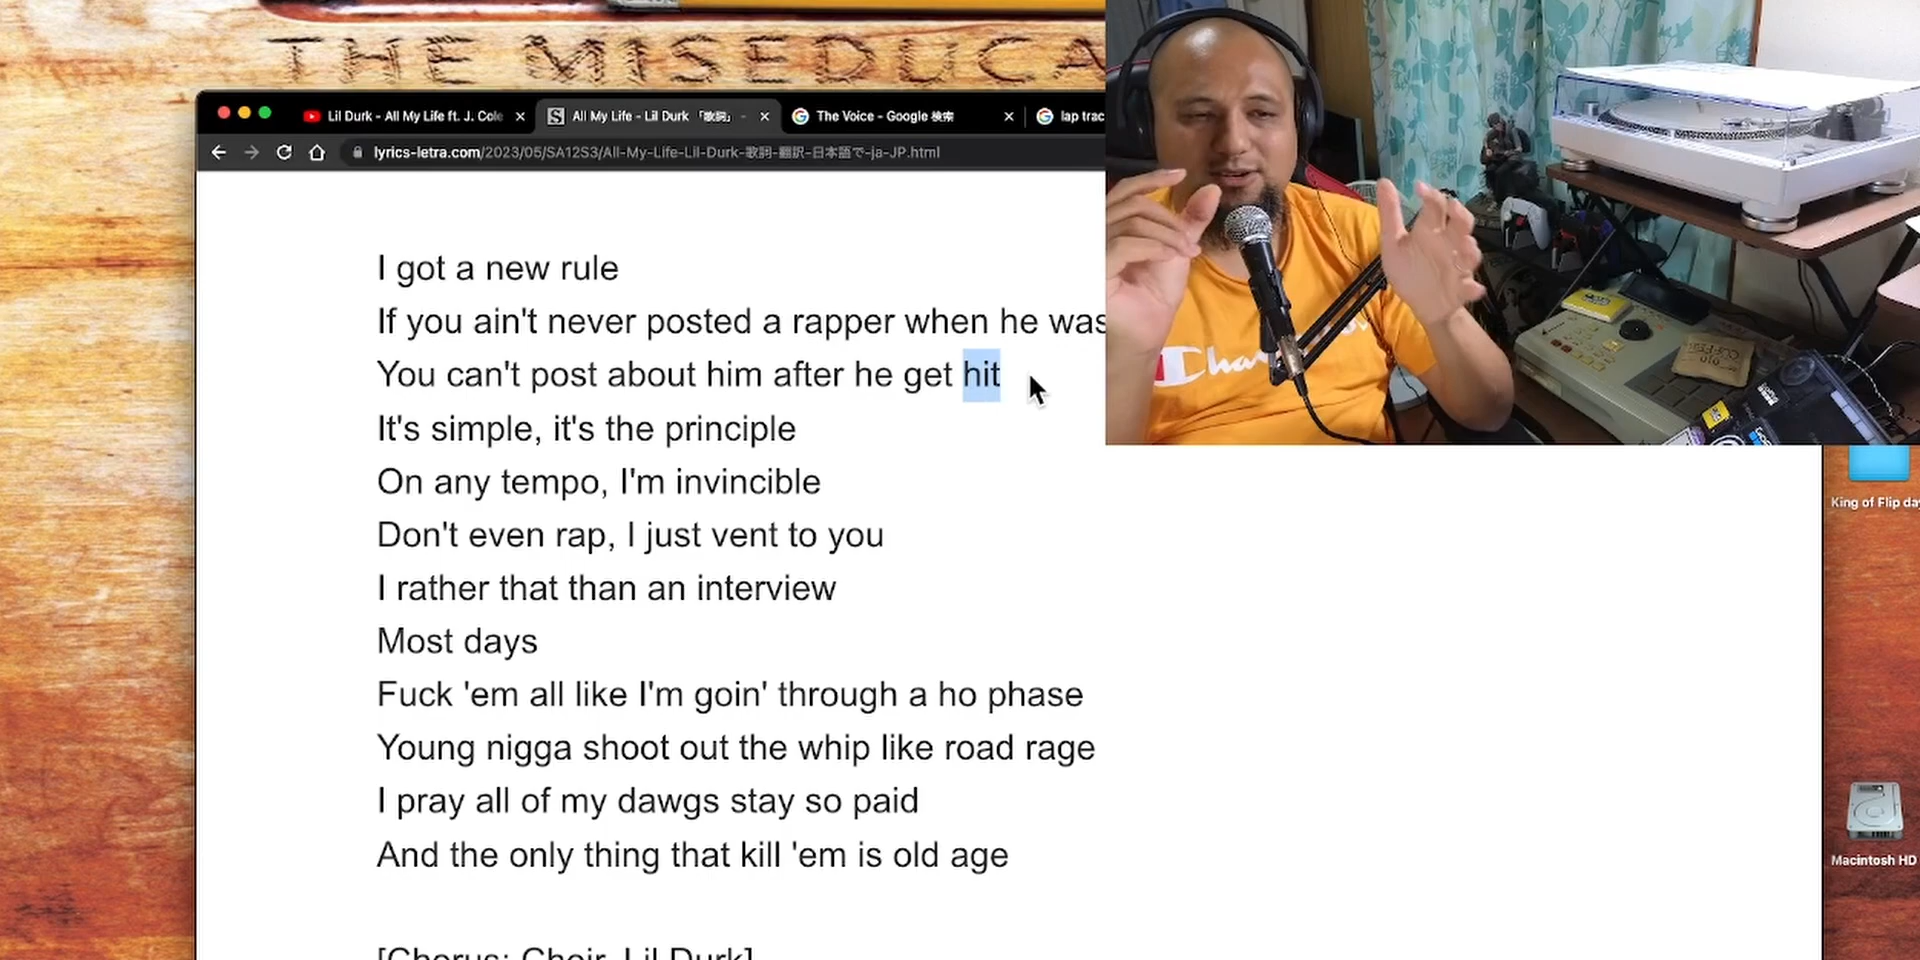 THE MISEDUCA
Lil Durk - All My Life ft. J. Cole
All My Life - Lil Durk 「歌詞」 -
The Voice - Google 検索
lap trac
lyrics-letra.com/2023/05/SA12S3/All-My-Life-Lil-Durk-歌詞-翻訳-日本語で-ja-JP.html
I got a new rule
If you ain't never posted a rapper when he was
You can't post about him after he get hit
It's simple, it's the principle
On any tempo, I'm invincible
Don't even rap, I just vent to you
I rather that than an interview
Most days
Fuck 'em all like I'm goin' through a ho phase
Young nigga shoot out the whip like road rage
I pray all of my dawgs stay so paid
And the only thing that kill 'em is old age
[Chorus: Choir, Lil Durk]
Cha
King of Flip da
Macintosh HD